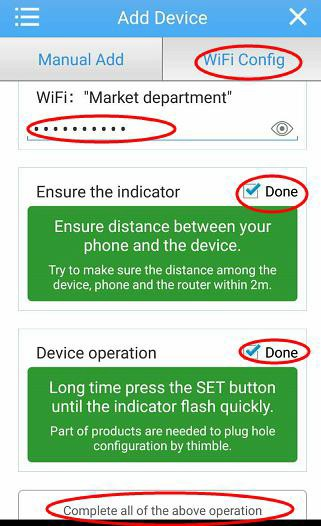 Add Device
Manual Add
WiFi Config
WiFi: "Market department"
Ensure the indicator
Done
Ensure distance between your
phone and the device.
Try to make sure the distance among the
device, phone and the router within 2m.
Device operation
Done
Long time press the SET button
until the indicator flash quickly.
Part of products are needed to plug hole
configuration by thimble.
Complete all of the above operation